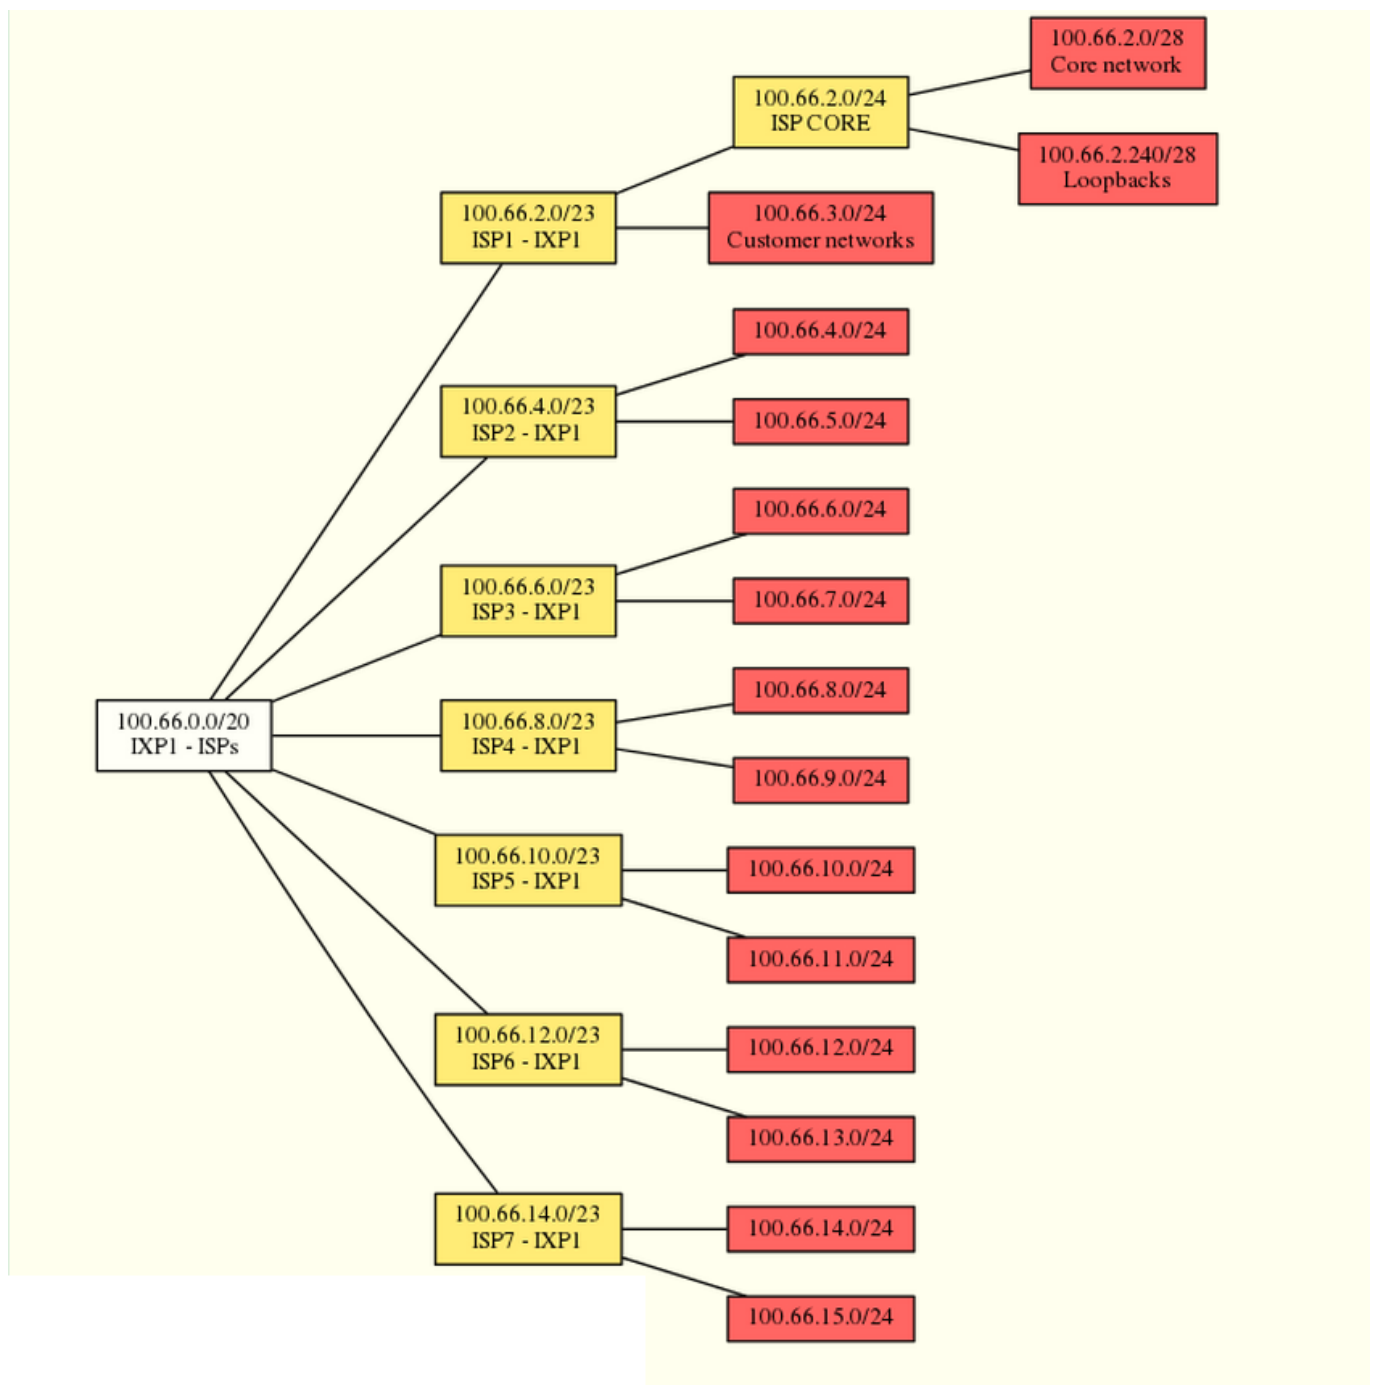 100.66.2.0/28
Core network
100.66.2.0/24
ISP CORE
100.66.2.240/28
Loopbacks
100.66.2.0/23
ISP1 - IXP1
100.66.3.0/24
Customer networks
100.66.4.0/24
100.66.4.0/23
ISP2 - IXP1
100.66.5.0/24
100.66.6.0/24
100.66.6.0/23
ISP3 - IXP1
100.66.7.0/24
100.66.8.0/24
100.66.0.0/20
IXP1 - ISPs
100.66.8.0/23
ISP4 - IXP1
100.66.9.0/24
100.66.10.0/23
ISP5 - IXP1
100.66.10.0/24
100.66.11.0/24
100.66.12.0/23
ISP6 - IXP1
100.66.12.0/24
100.66.13.0/24
100.66.14.0/23
ISP7 - IXP1
100.66.14.0/24
100.66.15.0/24